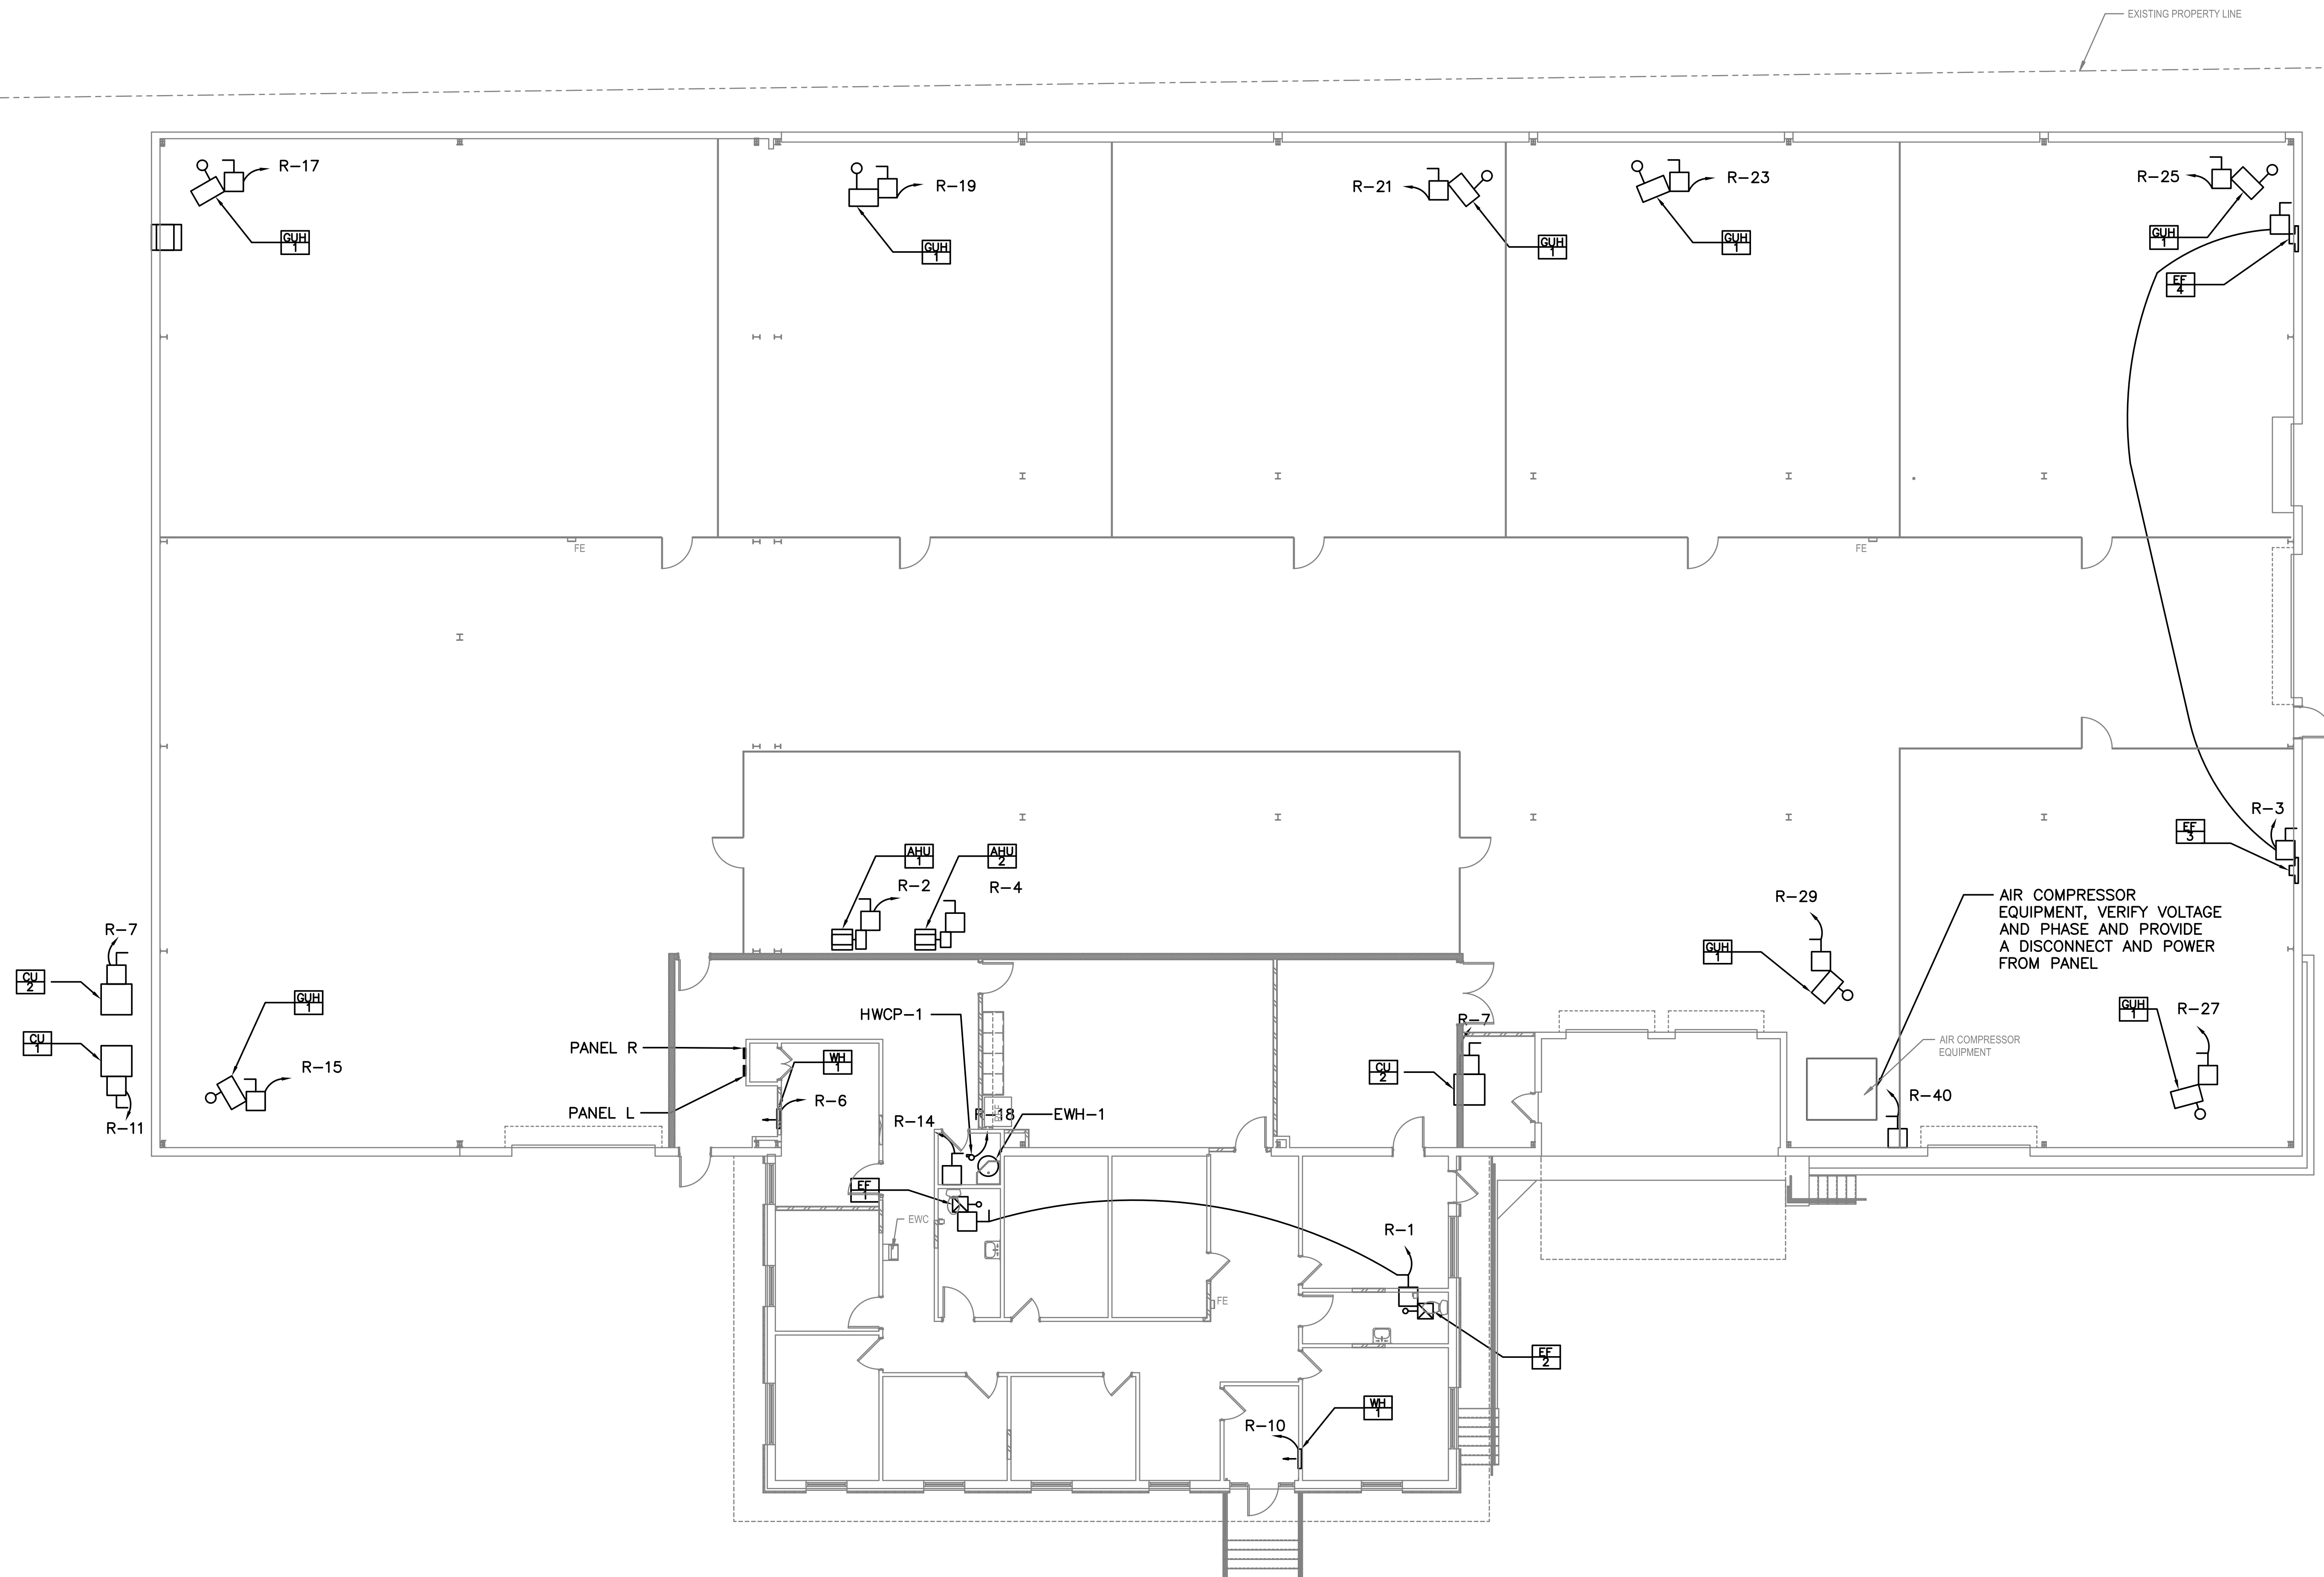 EXISTING PROPERTY LINE
R-17
R-19
R-21
R-23
R-25
GUH
1
GUH
1
GUH
1
GUH
1
GUH
1
EF
4
FE
FE
R-3
EF
3
AHU
1
AHU
2
R-2
R-4
R-29
AIR COMPRESSOR
EQUIPMENT, VERIFY VOLTAGE
AND PHASE AND PROVIDE
A DISCONNECT AND POWER
FROM PANEL
R-7
CU
2
GUH
1
GUH
1
GUH
1
R-27
HWCP-1
R-7
CU
1
PANEL R
WH
1
AIR COMPRESSOR
EQUIPMENT
R-15
CU
2
R-6
R-40
PANEL L
R-14
R-18
EWH-1
R-11
EF
1
EWC
R-1
FE
EF
2
WH
1
R-10